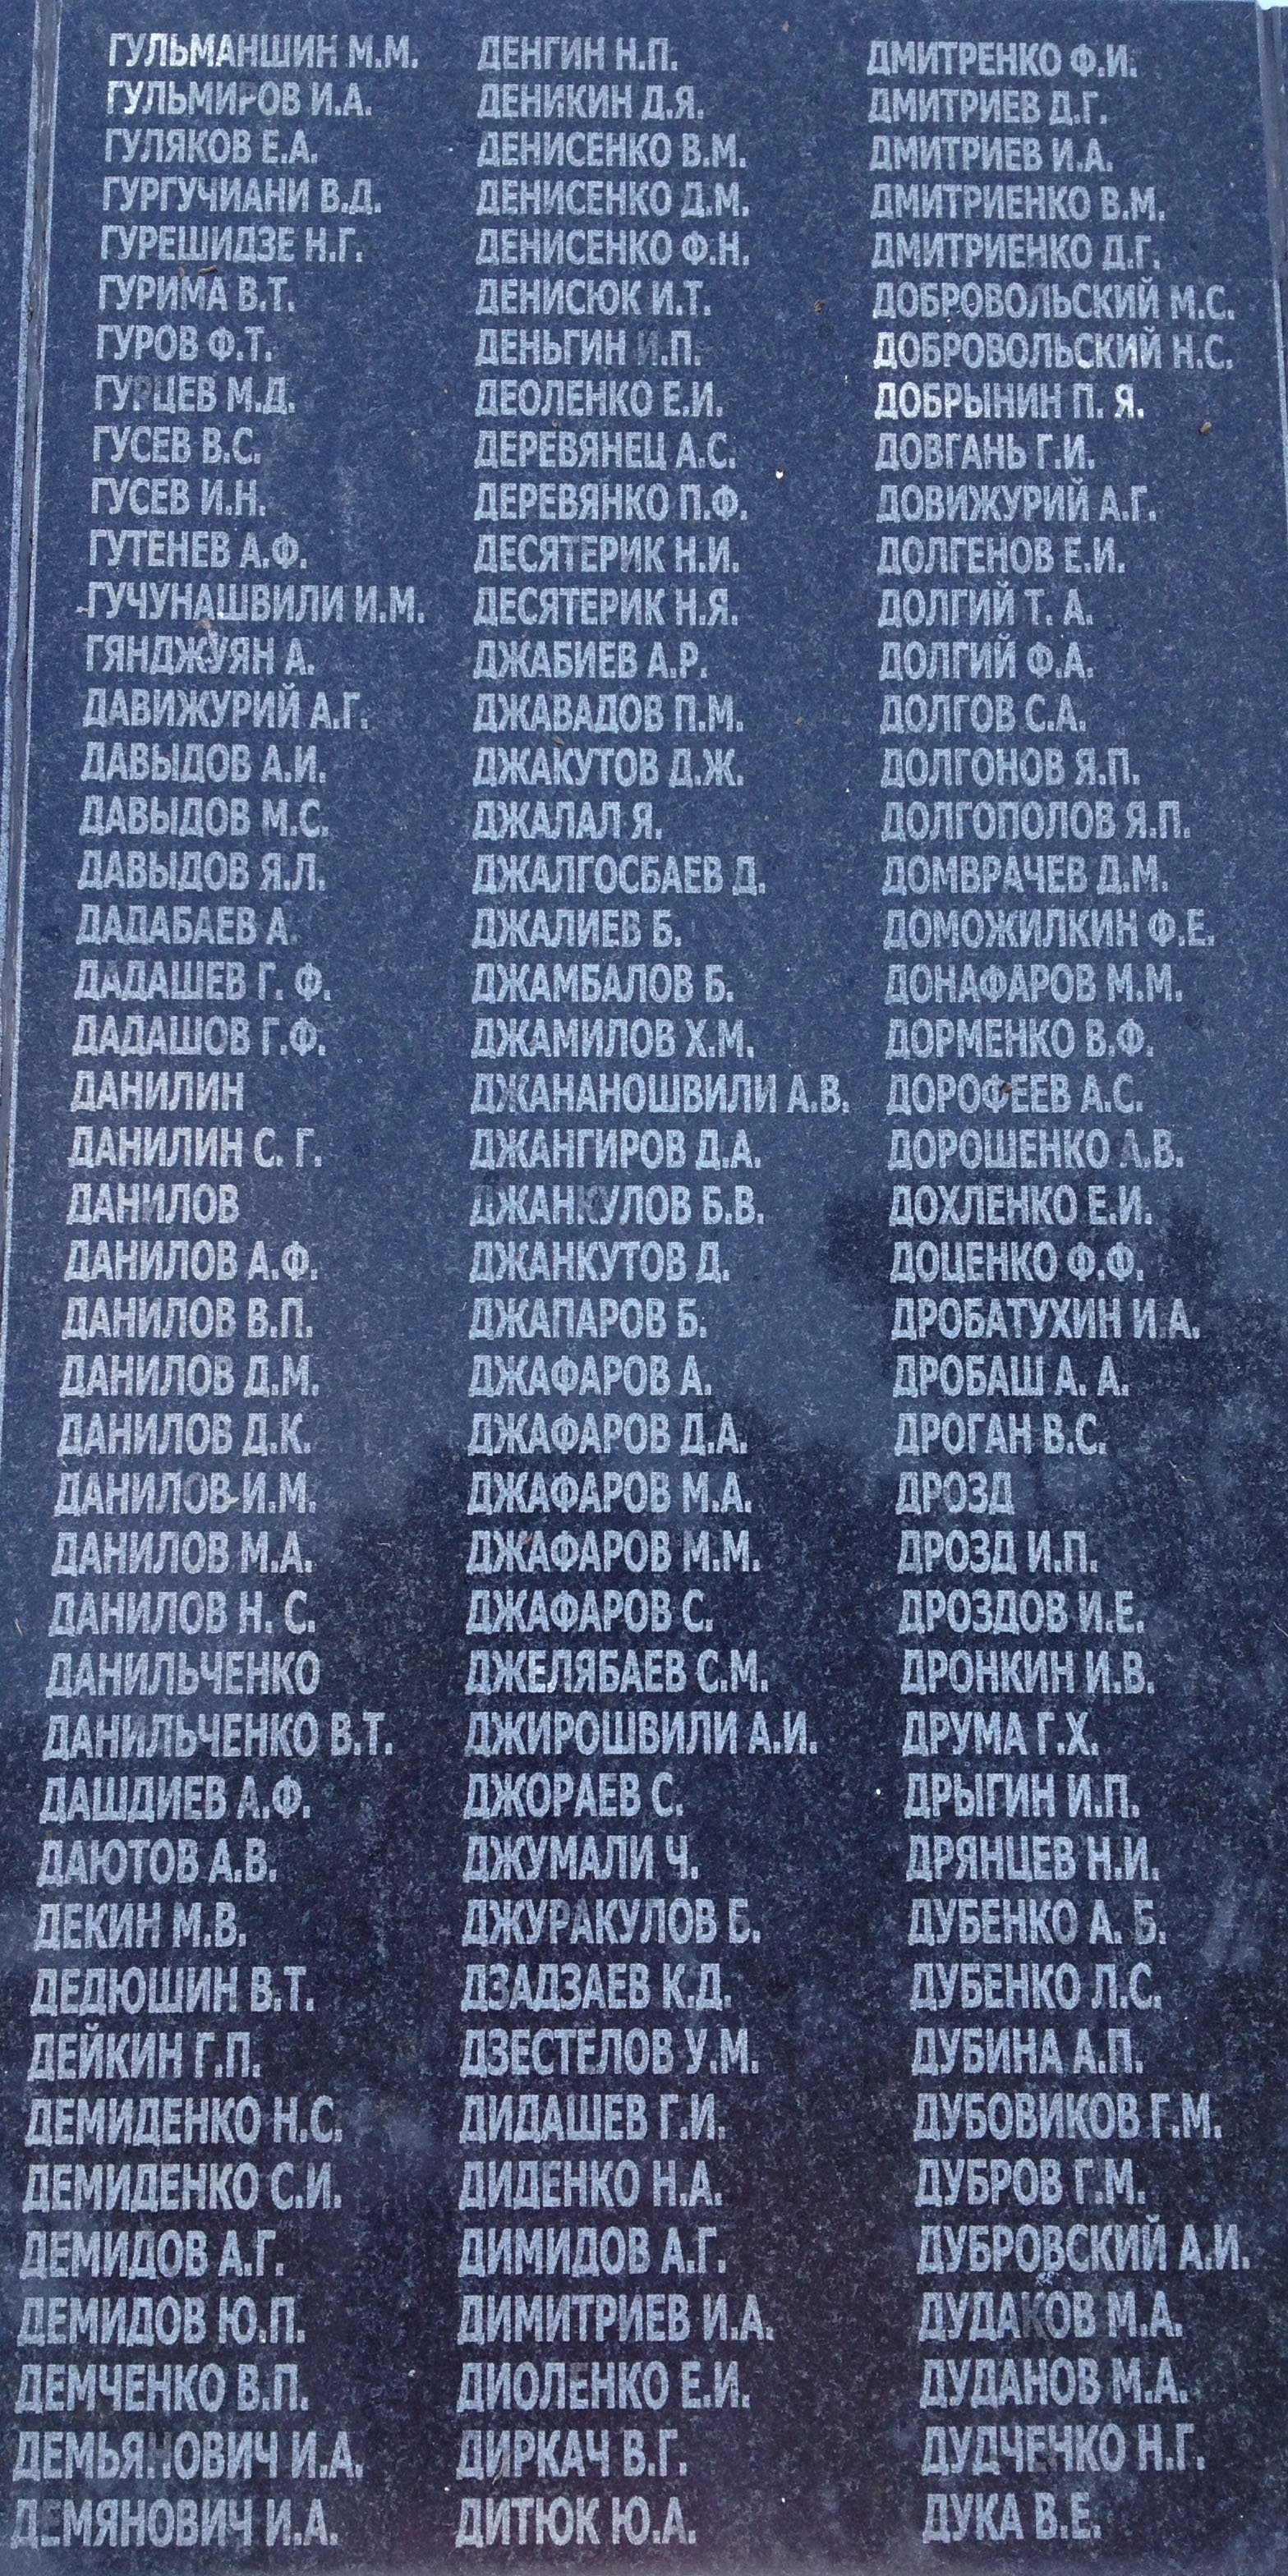 ГУЛЬМАНШИН М.М.
ГУЛЬМИРОВ И.А.
ГУЛЯКОВ Е.А.
ГУРГУЧИАНИ В.Д.
ГУРЕШИДЗЕ Н.Г.
ГУРИМА В.Т.
ГУРОВ Ф.Т.
ГУРЦЕВ М.Д.
ГУСЕВ В.С.
ГУСЕВ И.Н.
ГУТЕНЕВ А.Ф.
ГУЧУНАШВИЛИ И.М.
ГЯНДЖУЯН А.
ДАВИЖУРИЙ А.Г.
ДАВЫДОВ А.И.
ДАВЫДОВ М.С.
ДАВЫДОВ Я.Л.
ДАДАБАЕВ А.
ДАДАШЕВ Г. Ф.
ДАДАШОВ Г.Ф.
ДАНИЛИН
ДАНИЛИН С. Г.
ДАНИЛОВ
ДАНИЛОВ А.Ф.
ДАНИЛОВ В.П.
ДАНИЛОВ Д.М.
ДАНИЛОВ Д.К.
ДАНИЛОВ И.М.
ДАНИЛОВ М.А.
ДАНИЛОВ Н. С.
ДАНИЛЬЧЕНКО
ДАНИЛЬЧЕНКО В.Т.
ДАШДИЕВ А.Ф.
ДАЮТОВ А.В.
ДЕКИН М.В.
ДЕДЮШИН В.Т.
ДЕЙКИН Г.П.
ДЕМИДЕНКО Н.С.
ДЕМИДЕНКО С.И.
ДЕМИДОВ А.Г.
ДЕМИДОВ Ю.П.
ДЕМЧЕНКО В.П.
ДЕМЬЯНОВИЧ И.А.
ДЕМЯНОВИЧ И.А.
ДЕНГИН Н.П.
ДЕНИКИН Д.Я.
ДЕНИСЕНКО В.М.
ДЕНИСЕНКО Д.М.
ДЕНИСЕНКО Ф.Н.
ДЕНИСЮК И.Т.
ДЕНЬГИН И.П.
ДЕОЛЕНКО Е.И.
ДЕРЕВЯНЕЦ А.С.
ДЕРЕВЯНКО П.Ф.
ДЕСЯТЕРИК Н.И.
ДЕСЯТЕРИК Н.Я.
ДЖАБИЕВ А.Р.
ДЖАВАДОВ П.М.
ДЖАКУТОВ Д.Ж.
ДЖАЛАЛ Я.
ДЖАЛГОСБАЕВ Д.
ДЖАЛИЕВ Б.
ДЖАМБАЛОВ Б.
ДЖАМИЛОВ Х.М.
ДЖАНАНОШВИЛИ А.В.
ДЖАНГИРОВ Д.А.
ДЖАНКУЛОВ Б.В.
ДЖАНКУТОВ Д.
ДЖАПАРОВ Б.
ДЖАФАРОВ А.
ДЖАФАРОВ Д.А.
ДЖАФАРОВ М.А.
ДЖАФАРОВ М.М.
ДЖАФАРОВ С.
ДЖЕЛЯБАЕВ С.М.
ДЖИРОШВИЛИ А.И.
ДЖОРАЕВ С.
ДЖУМАЛИ Ч.
ДЖУРАКУЛОВ Б.
ДЗАДЗАЕВ К.Д.
ДЗЕСТЕЛОВ У.М.
ДИДАШЕВ Г.И.
ДИДЕНКО Н.А.
ДИМИДОВ А.Г.
ДИМИТРИЕВ И.А.
ДИОЛЕНКО Е.И.
ДИРКАЧ В.Г.
ДИТЮК Ю.А.
ДМИТРЕНКО Ф.И.
ДМИТРИЕВ Д.Г.
ДМИТРИЕВ И.А.
ДМИТРИЕНКО В.М.
ДМИТРИЕНКО Д.Г.
ДОБРОВОЛЬСКИЙ М.С.
ДОБРОВОЛЬСКИЙ Н.С.
ДОБРЫНИН П. Я.
ДОВГАНЬ Г.И.
ДОВИЖУРИЙ А.Г.
ДОЛГЕНОВ Е.И.
ДОЛГИЙ Т. А.
ДОЛГИЙ Ф.А.
ДОЛГОВ С.А.
ДОЛГОНОВ Я.П.
ДОЛГОПОЛОВ Я.П.
ДОМВРАЧЕВ Д.М.
ДОМОЖИЛКИН Ф.Е.
ДОНАФАРОВ М.М.
ДОРМЕНКО В.Ф.
ДОРОФЕЕВ А.С.
ДОРОШЕНКО А.В.
ДОХЛЕНКО Е.И.
ДОЦЕНКО Ф.Ф.
ДРОБАТУХИН И.А.
ДРОБАШ А. А.
ДРОГАН В.С.
ДРОЗД
ДРОЗД И.П.
ДРОЗДОВ И.Е.
ДРОНКИН И.В.
ДРУМА Г.Х.
ДРЫГИН И.П.
ДРЯНЦЕВ Н.И.
ДУБЕНКО А. Б.
ДУБЕНКО Л.С.
ДУБИНА А.П.
ДУБОВИКОВ Г.М.
ДУБРОВ Г.М.
ДУБРОВСКИЙ А.И.
ДУДАКОВ М.А.
ДУДАНОВ М.А.
ДУДЧЕЧКО Н.Г.
ДУКА В.Е.